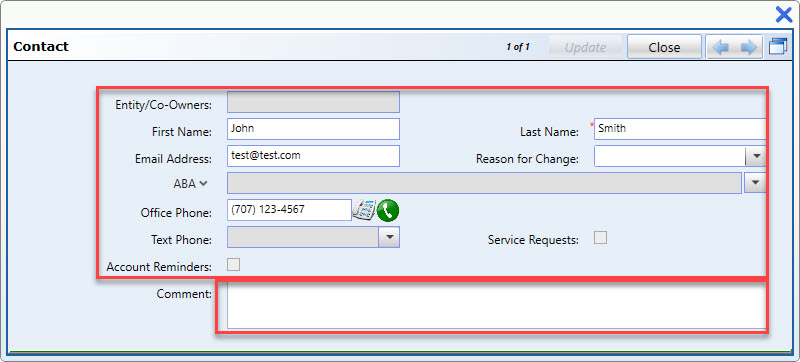 Contact 1 of 1 Update Close
Entity/Co-Owners:
First Name: John Last Name: * Smith
Email Address: test@test.com Reason for Change:
ABA
Office Phone: (707) 123-4567
Text Phone: Service Requests:
Account Reminders:
Comment: